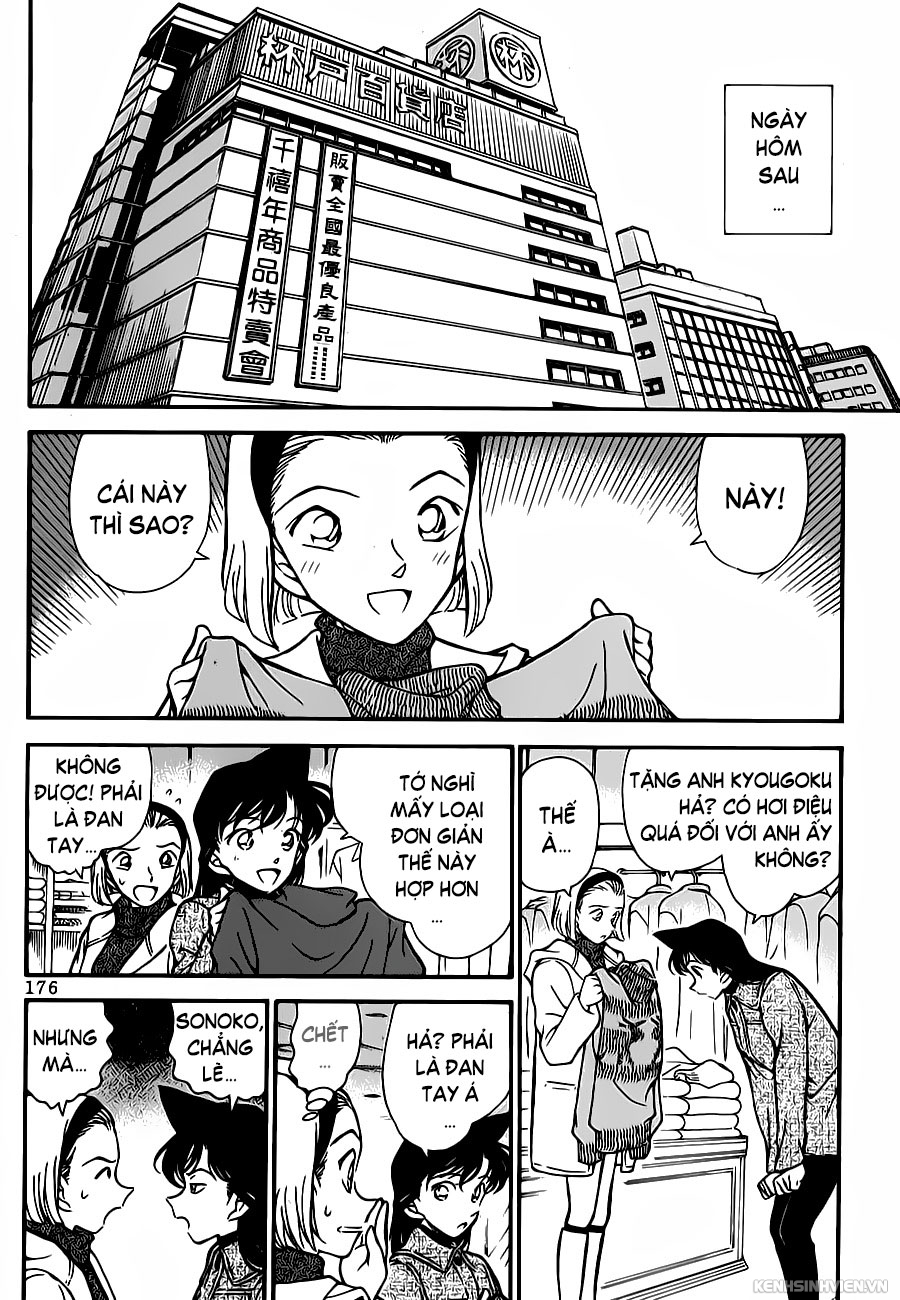 杯戶百貨店
千禧年商品特賣會
販賣全國最優良產品
NGÀY
HÔM
SAU
...
NÀY!
CÁI NÀY
THÌ SAO?
TẶNG ANH KYOUGOKU
HẢ? CÓ HƠI ĐIỆU
QUÁ ĐỐI VỚI ANH ẤY
KHÔNG?
THẾ
À...
TỚ NGHĨ
MẤY LOẠI
ĐƠN GIẢN
THẾ NÀY
HỢP HƠN
...
KHÔNG
ĐƯỢC! PHẢI
LÀ ĐAN
TAY...
176
HẢ? PHẢI
LÀ ĐAN
TAY Á
CHẾT
...
SONOKO,
CHẲNG
LẼ...
NHƯNG
MÀ...
KENHSINHVIEN.VN